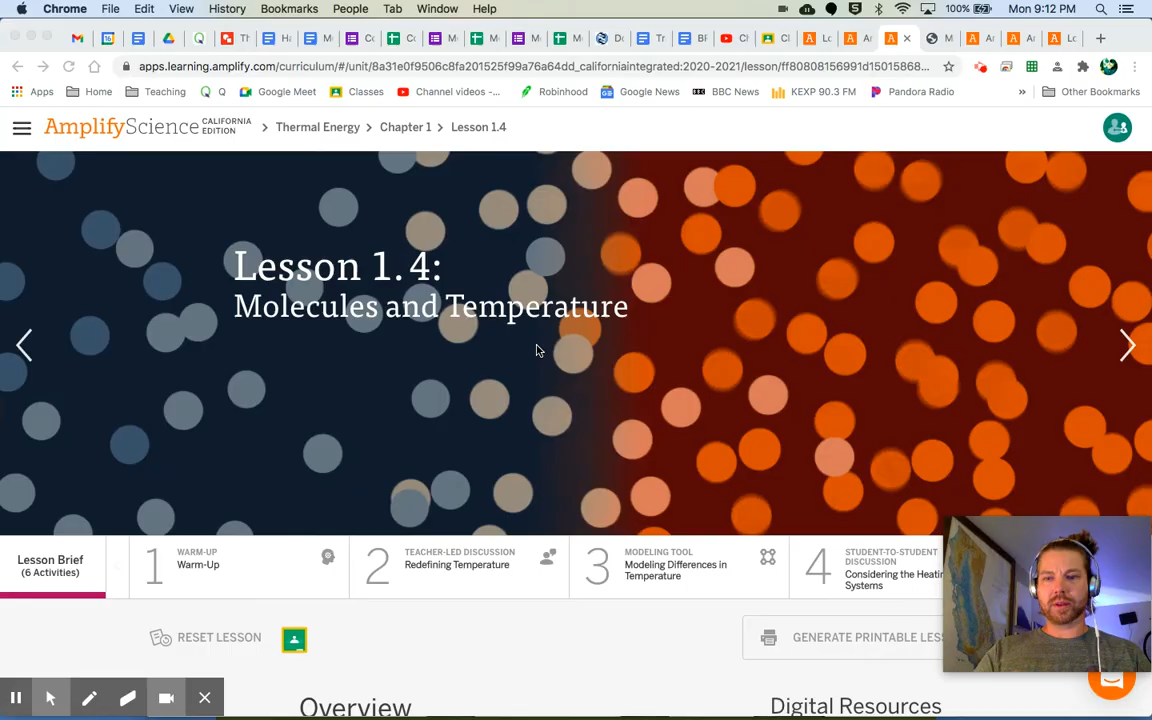 Chrome File Edit View History Bookmarks People Tab Window Help
100% Mon 9:12 PM
apps.learning.amplify.com/curriculum/#/unit/8a31e0f9506c8fa201525f99a76a64dd_californiaintegrated:2020-2021/lesson/ff80808156991d15015868...
Apps Home Teaching Q Google Meet Classes Channel videos -... Robinhood Google News BBC News KEXP 90.3 FM Pandora Radio » Other Bookmarks
AmplifyScience CALIFORNIA EDITION > Thermal Energy > Chapter 1 > Lesson 1.4
Lesson 1.4:
Molecules and Temperature
Lesson Brief
(6 Activities)
1 WARM-UP
Warm-Up
2 TEACHER-LED DISCUSSION
Redefining Temperature
3 MODELING TOOL
Modeling Differences in
Temperature
4 STUDENT-TO-STUDENT
DISCUSSION
Considering the Heatin
Systems
RESET LESSON
GENERATE PRINTABLE LESS
Overview
Digital Resources